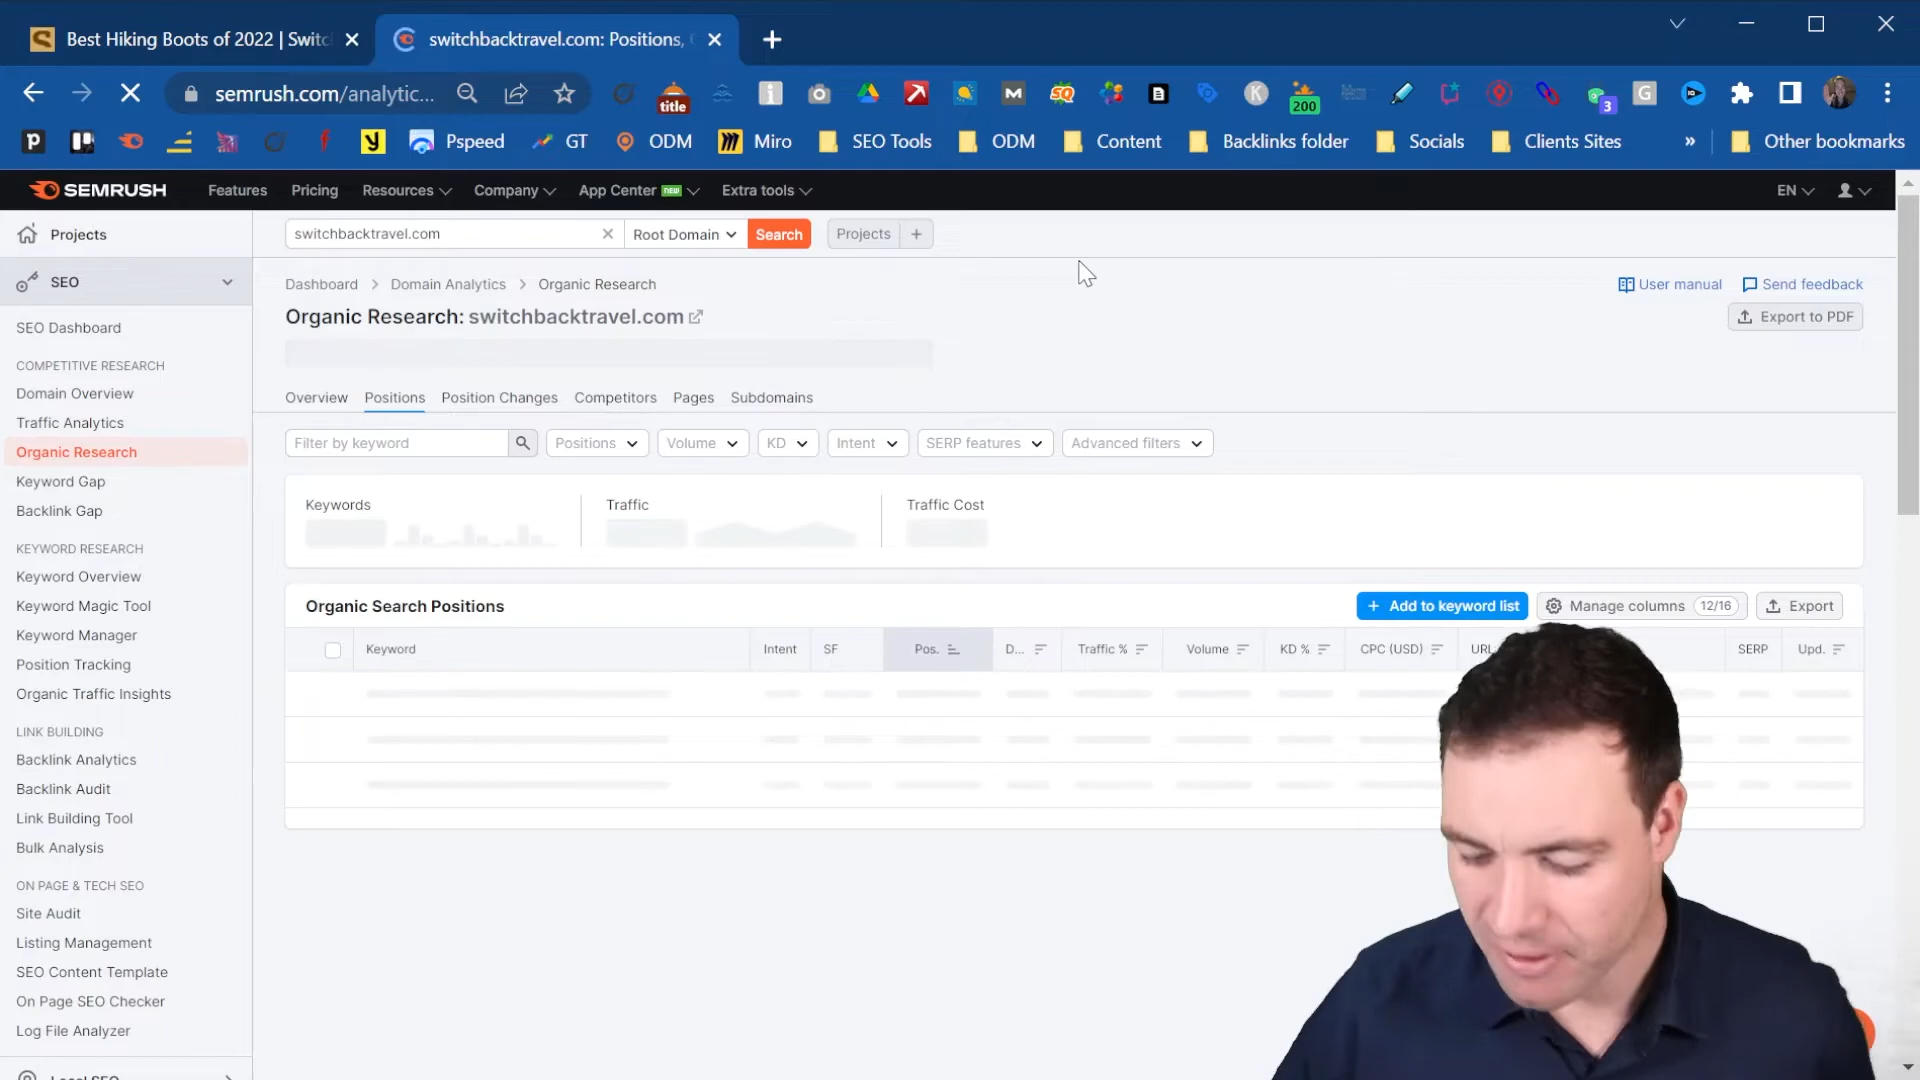 Best Hiking Boots of 2022 | Switc
switchbacktravel.com: Positions,
semrush.com/analytic...
title
200
3
Pspeed
GT
ODM
Miro
SEO Tools
ODM
Content
Backlinks folder
Socials
Clients Sites
»
Other bookmarks
SEMRUSH
Features
Pricing
Resources
Company
App Center NEW
Extra tools
EN
Projects
SEO
SEO Dashboard
COMPETITIVE RESEARCH
Domain Overview
Traffic Analytics
Organic Research
Keyword Gap
Backlink Gap
KEYWORD RESEARCH
Keyword Overview
Keyword Magic Tool
Keyword Manager
Position Tracking
Organic Traffic Insights
LINK BUILDING
Backlink Analytics
Backlink Audit
Link Building Tool
Bulk Analysis
ON PAGE & TECH SEO
Site Audit
Listing Management
SEO Content Template
On Page SEO Checker
Log File Analyzer
Local SEO
switchbacktravel.com
Root Domain
Search
Projects +
Dashboard > Domain Analytics > Organic Research
User manual
Send feedback
Organic Research: switchbacktravel.com
Export to PDF
Overview
Positions
Position Changes
Competitors
Pages
Subdomains
Filter by keyword
Positions
Volume
KD
Intent
SERP features
Advanced filters
Keywords
Traffic
Traffic Cost
Organic Search Positions
+ Add to keyword list
Manage columns 12/16
Export
Keyword
Intent
SF
Pos.
D...
Traffic %
Volume
KD %
CPC (USD)
URL
SERP
Upd.